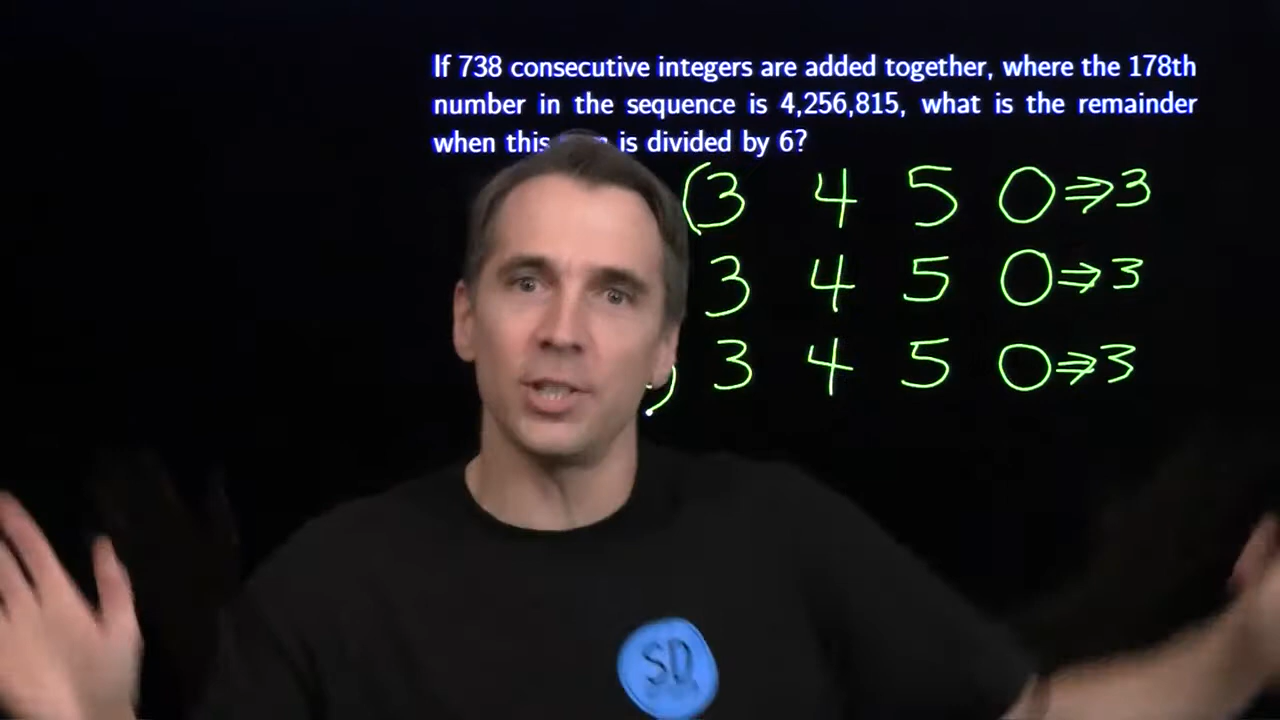 If 738 consecutive integers are added together, where the 178th
number in the sequence is 4,256,815, what is the remainder
when this is divided by 6?
(3 4 5 0 ⇒ 3
3 4 5 0 ⇒ 3
) 3 4 5 0 ⇒ 3
SD